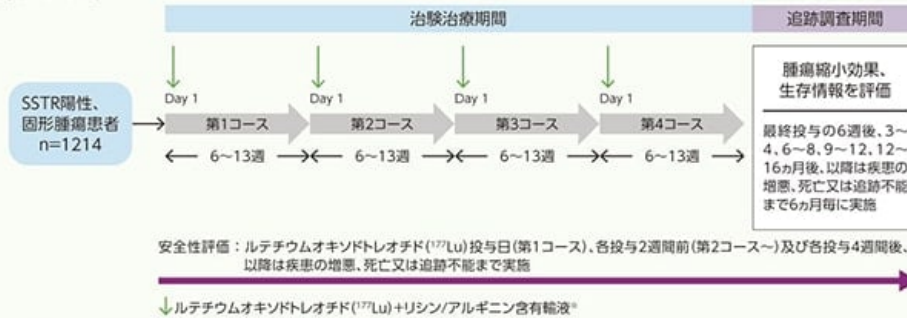 治験治療期間
追跡調査期間
SSTR陽性、
固形腫瘍患者
n=1214
Day 1
Day 1
Day 1
Day 1
第1コース
第2コース
第3コース
第4コース
6～13週
6～13週
6～13週
6～13週
腫瘍縮小効果、
生存情報を評価
最終投与の6週後、3～
4、6～8、9～12、12～
16ヵ月後、以降は疾患の
増悪、死亡又は追跡不能
まで6ヵ月毎に実施
安全性評価：ルテチウムオキソドトレオチド(¹⁷⁷Lu)投与日(第1コース)、各投与2週間前(第2コース～)及び各投与4週間後、
以降は疾患の増悪、死亡又は追跡不能まで実施
↓ルテチウムオキソドトレオチド(¹⁷⁷Lu)+リシン/アルギニン含有輸液※